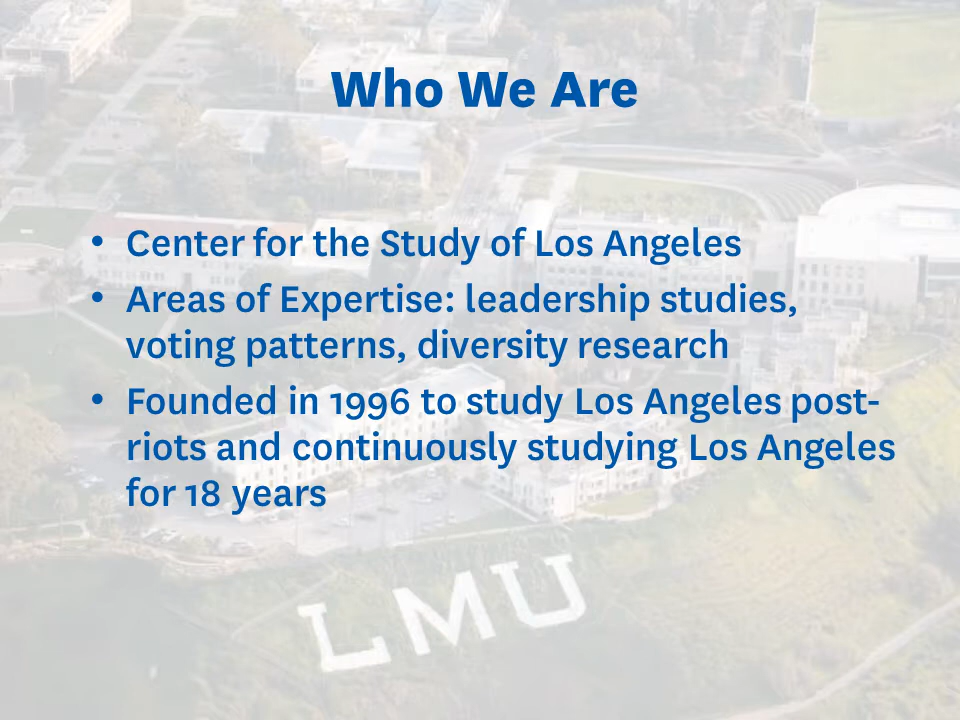 Who We Are
• Center for the Study of Los Angeles
• Areas of Expertise: leadership studies,
voting patterns, diversity research
• Founded in 1996 to study Los Angeles post-
riots and continuously studying Los Angeles
for 18 years
LMU